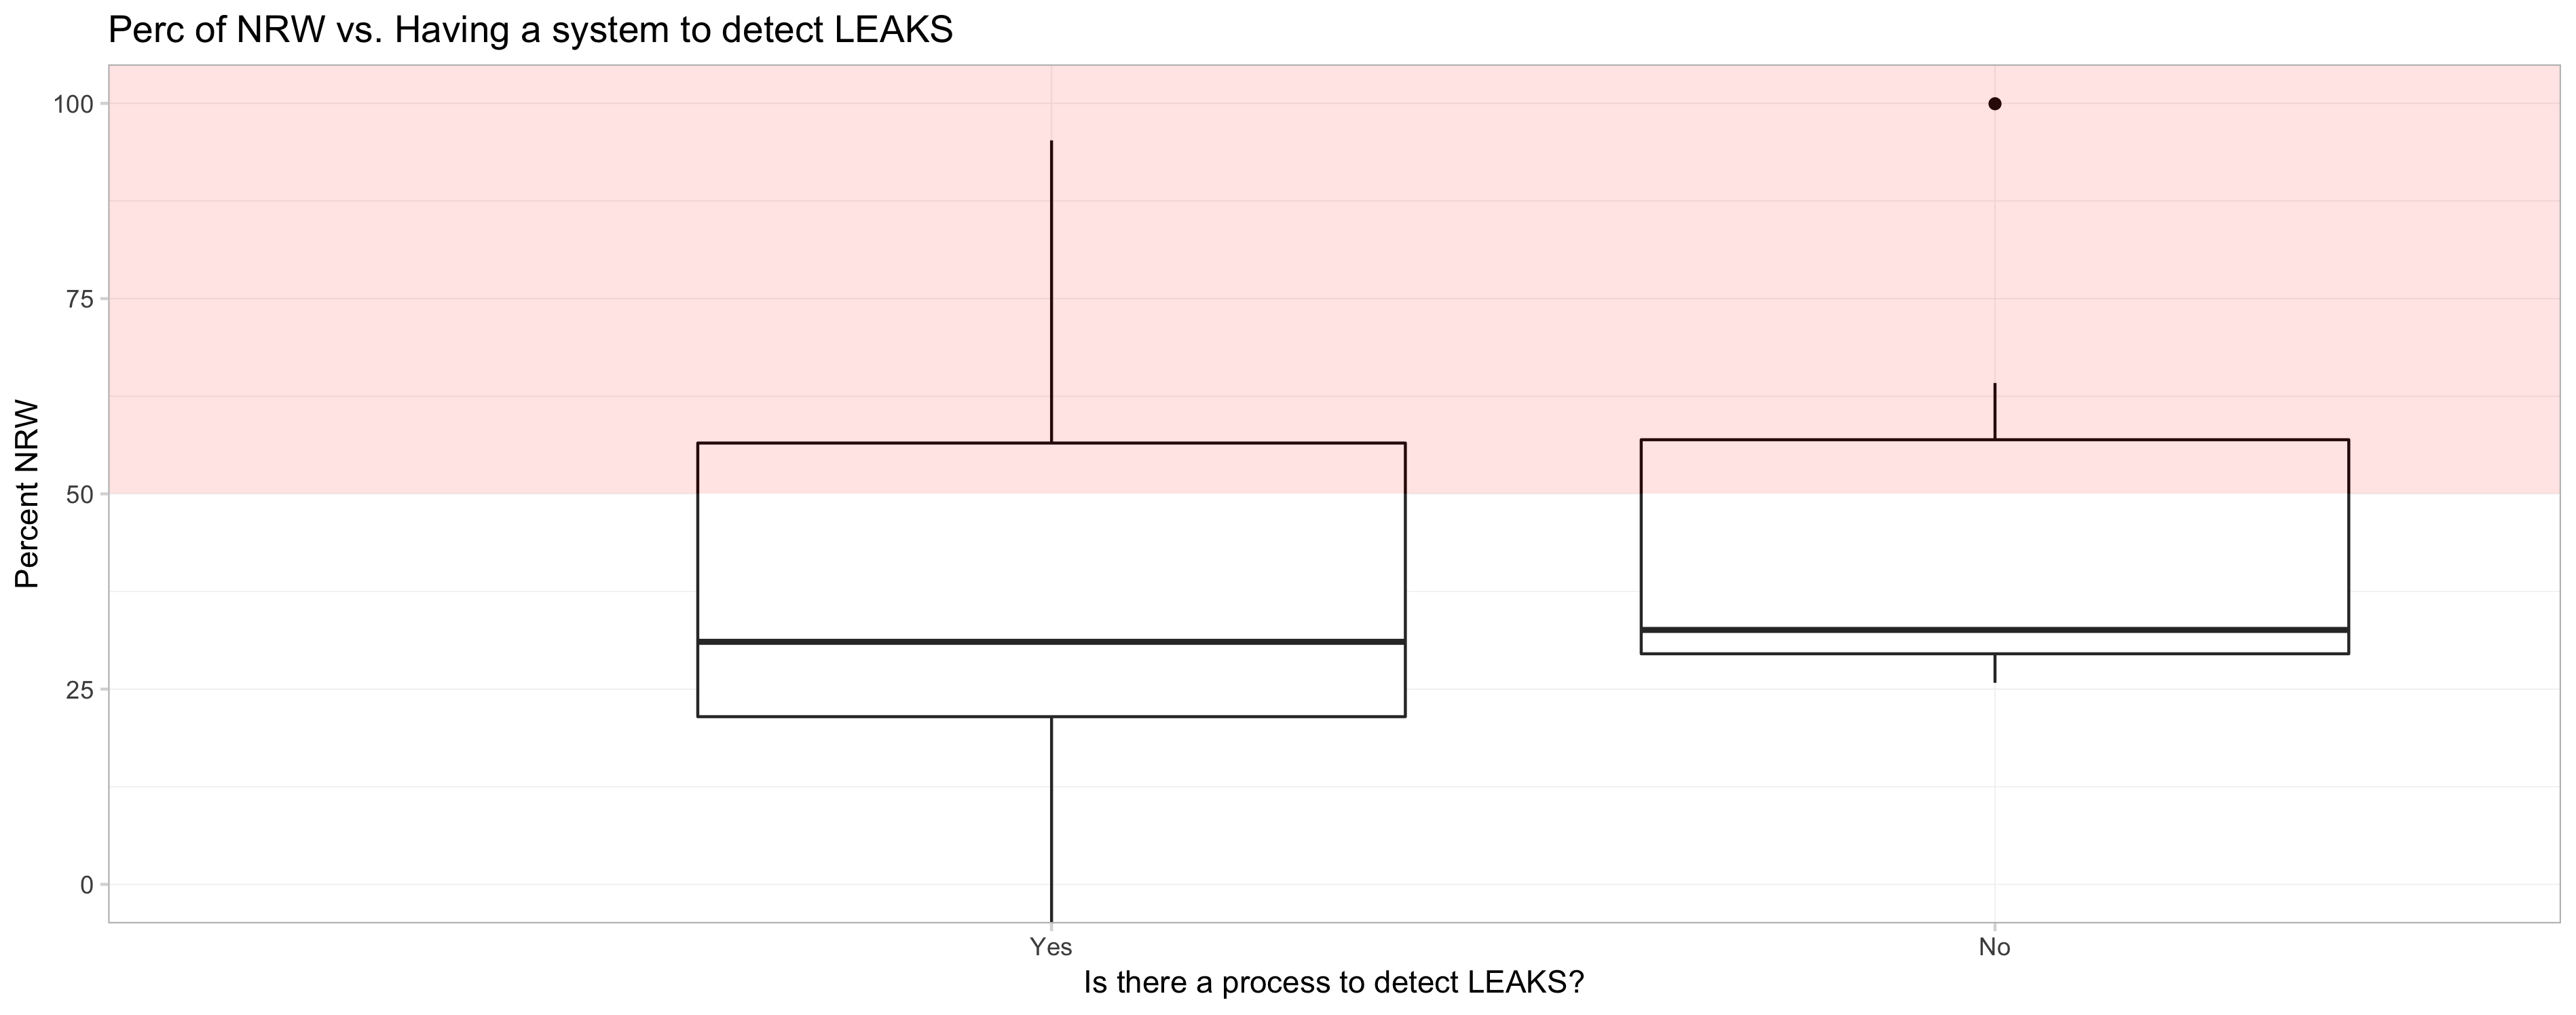 Perc of NRW vs. Having a system to detect LEAKS
100
75
50
25
0
Percent NRW
Yes
No
Is there a process to detect LEAKS?